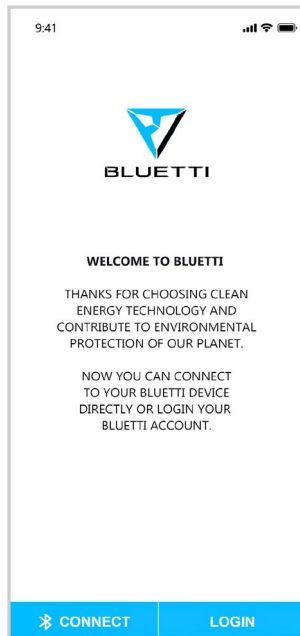 9:41
BLUETTI
WELCOME TO BLUETTI
THANKS FOR CHOOSING CLEAN
ENERGY TECHNOLOGY AND
CONTRIBUTE TO ENVIRONMENTAL
PROTECTION OF OUR PLANET.
NOW YOU CAN CONNECT
TO YOUR BLUETTI DEVICE
DIRECTLY OR LOGIN YOUR
BLUETTI ACCOUNT.
CONNECT
LOGIN